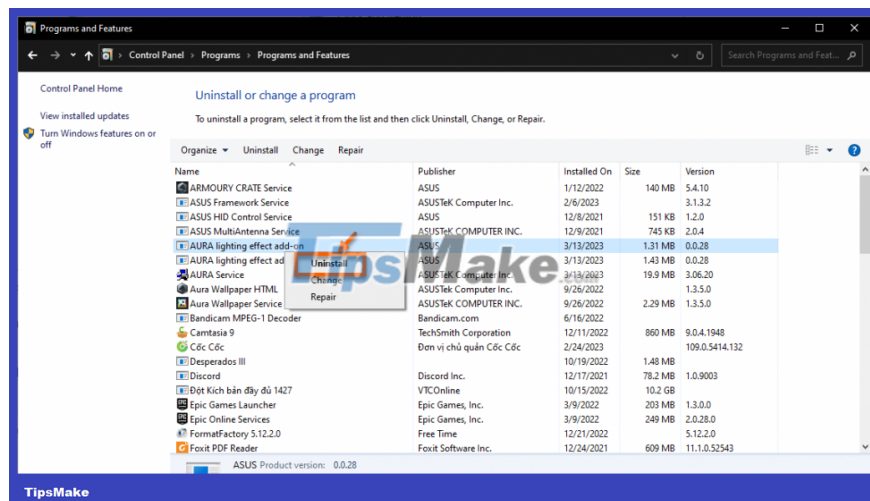 Programs and Features
Control Panel › Programs › Programs and Features
Search Programs and Feat...
Control Panel Home
View installed updates
Turn Windows features on or
off
Uninstall or change a program
To uninstall a program, select it from the list and then click Uninstall, Change, or Repair.
Organize Uninstall Change Repair
Name Publisher Installed On Size Version
ARMOURY CRATE Service ASUS 1/12/2022 140 MB 5.4.10
ASUS Framework Service ASUSTeK Computer Inc. 2/6/2023 3.1.3.2
ASUS HID Control Service ASUS 12/8/2021 151 KB 1.2.0
ASUS MultiAntenna Service ASUSTeK COMPUTER INC. 12/9/2021 745 KB 2.0.4
AURA lighting effect add-on ASUS 3/13/2023 1.31 MB 0.0.28
AURA lighting effect ad ASUS 3/13/2023 1.43 MB 0.0.28
Uninstall
AURA Service ASUSTeK Computer Inc. 3/13/2023 19.9 MB 3.06.20
Change
Aura Wallpaper HTML ASUSTek COMPUTER INC. 9/26/2022 1.3.5.0
Repair
Aura Wallpaper Service ASUSTeK COMPUTER INC. 9/26/2022 2.29 MB 1.3.5.0
TipsMake.com
Bandicam MPEG-1 Decoder Bandicam.com 6/16/2022
Camtasia 9 TechSmith Corporation 12/11/2022 860 MB 9.0.4.1948
Cốc Cốc Đơn vị chủ quản Cốc Cốc 2/24/2023 109.0.5414.132
Desperados III 10/19/2022 1.48 MB
Discord Discord Inc. 12/17/2021 78.2 MB 1.0.9003
Đột Kích bản đầy đủ 1427 VTCOnline 10/15/2022 10.2 GB
Epic Games Launcher Epic Games, Inc. 3/9/2022 203 MB 1.3.0.0
Epic Online Services Epic Games, Inc. 3/9/2022 249 MB 2.0.28.0
FormatFactory 5.12.2.0 Free Time 12/21/2022 5.12.2.0
Foxit PDF Reader Foxit Software Inc. 12/24/2021 609 MB 11.1.0.52543
ASUS Product version: 0.0.28
TipsMake